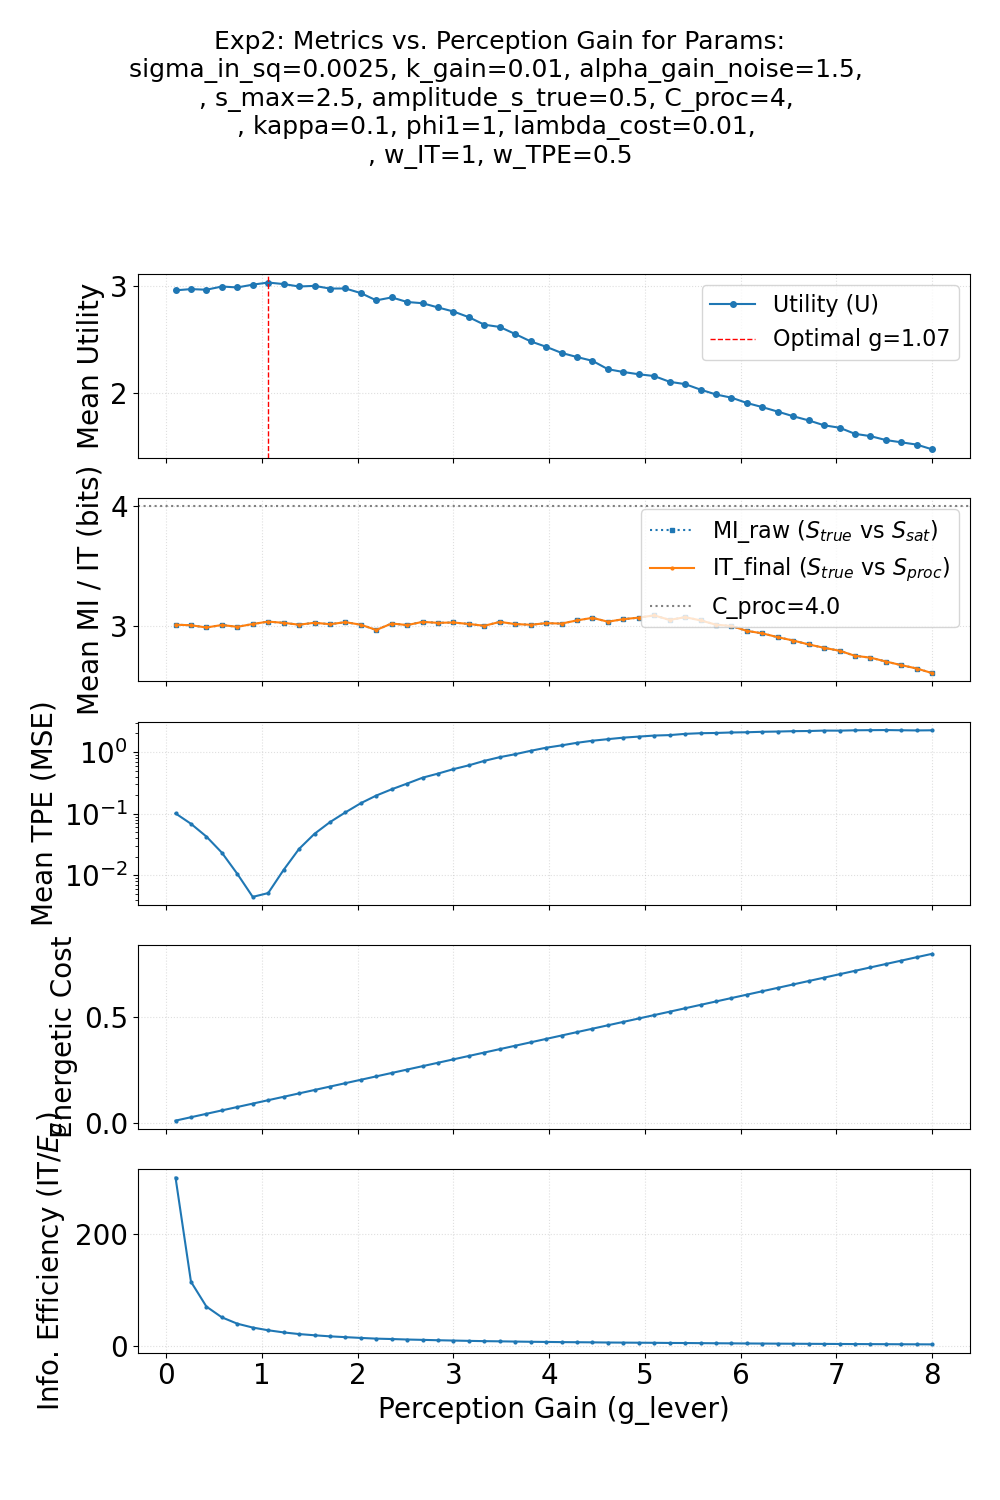 Exp2: Metrics vs. Perception Gain for Params:
sigma_in_sq=0.0025, k_gain=0.01, alpha_gain_noise=1.5,
, s_max=2.5, amplitude_s_true=0.5, C_proc=4,
, kappa=0.1, phi1=1, lambda_cost=0.01,
, w_IT=1, w_TPE=0.5
Mean Utility
3
2
Utility (U)
Optimal g=1.07
Mean MI / IT (bits)
4
3
MI_raw (S_true vs S_sat)
IT_final (S_true vs S_proc)
C_proc=4.0
Mean TPE (MSE)
10⁰
10⁻¹
10⁻²
Energetic Cost
0.5
0.0
Info. Efficiency (IT/E_g)
200
0
0 1 2 3 4 5 6 7 8
Perception Gain (g_lever)